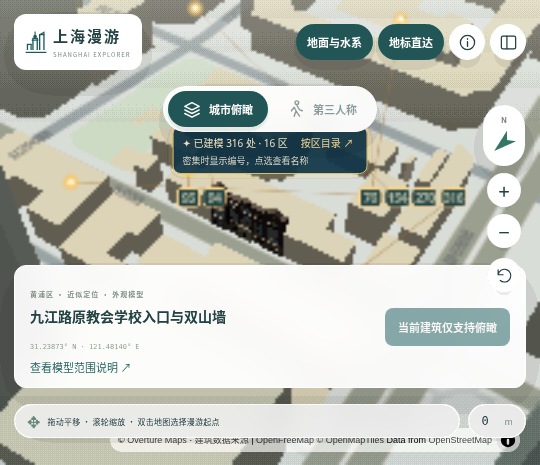 上海漫游
SHANGHAI EXPLORER
地面与水系
地标直达
城市俯瞰
第三人称
✦ 已建模 316 处 · 16 区 按区目录 ↗
密集时显示编号，点选查看名称
N
55
84
78
154
270
316
+
−
黄浦区 · 近似定位 · 外观模型
九江路原教会学校入口与双山墙
31.23873° N · 121.48140° E
查看模型范围说明 ↗
当前建筑仅支持俯瞰
拖动平移 · 滚轮缩放 · 双击地图选择漫游起点
0 m
© Overture Maps · 建筑数据来源 | OpenFreeMap © OpenMapTiles Data from OpenStreetMap